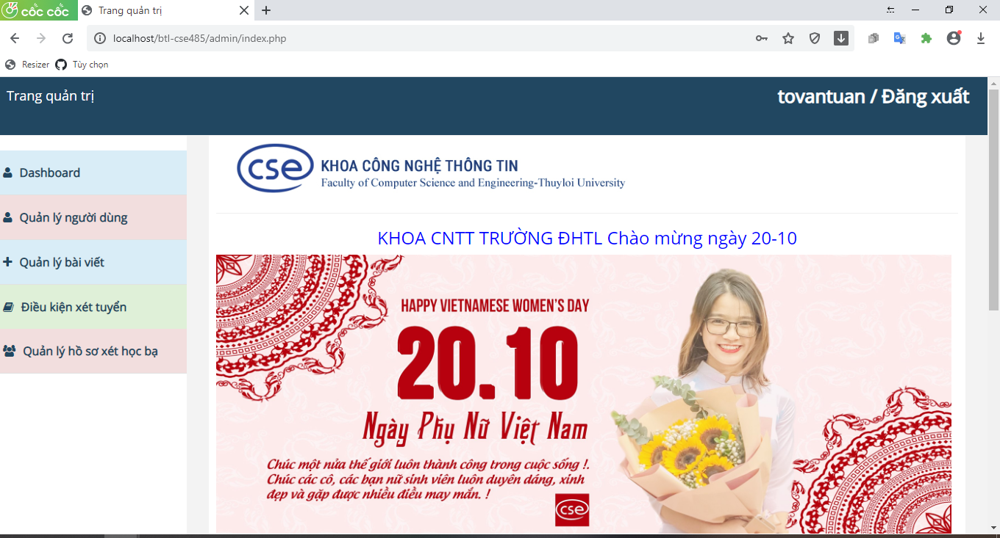 cốc cốc
Trang quản trị
localhost/btl-cse485/admin/index.php
Resizer
Tùy chọn
Trang quản trị
tovantuan / Đăng xuất
Dashboard
Quản lý người dùng
Quản lý bài viết
Điều kiện xét tuyển
Quản lý hồ sơ xét học bạ
cse
KHOA CÔNG NGHỆ THÔNG TIN
Faculty of Computer Science and Engineering-Thuyloi University
KHOA CNTT TRƯỜNG ĐHTL Chào mừng ngày 20-10
HAPPY VIETNAMESE WOMEN'S DAY
20.10
Ngày Phụ Nữ Việt Nam
Chúc một nửa thế giới luôn thành công trong cuộc sống !.
Chúc các cô, các bạn nữ sinh viên luôn duyên dáng, xinh
đẹp và gặp được nhiều điều may mắn. !
cse